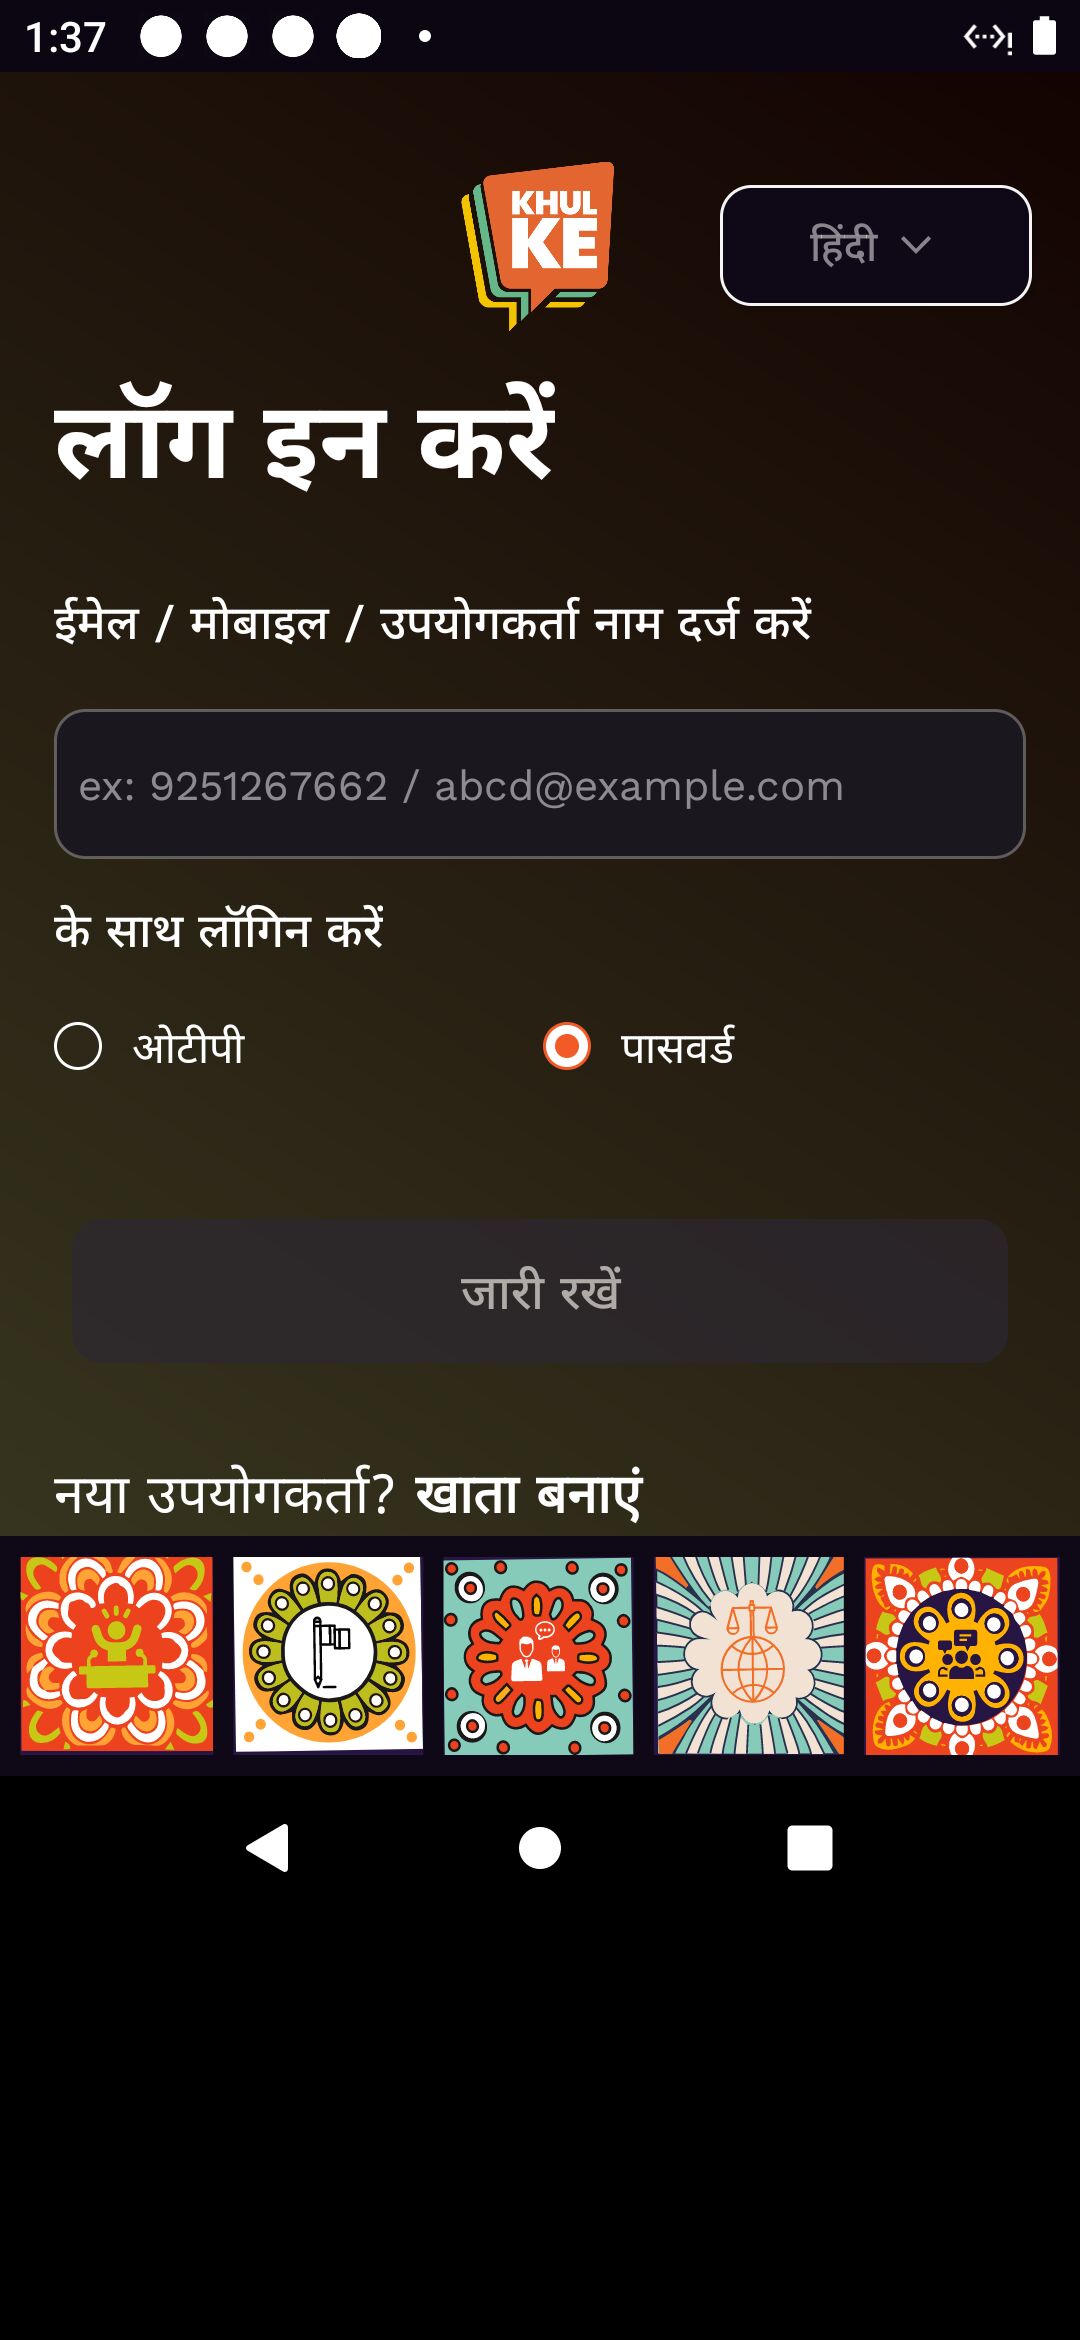 1:37
KHUL
KE
हिंदी
लॉग इन करें
ईमेल / मोबाइल / उपयोगकर्ता नाम दर्ज करें
ex: 9251267662 / abcd@example.com
के साथ लॉगिन करें
ओटीपी
पासवर्ड
जारी रखें
नया उपयोगकर्ता? खाता बनाएं